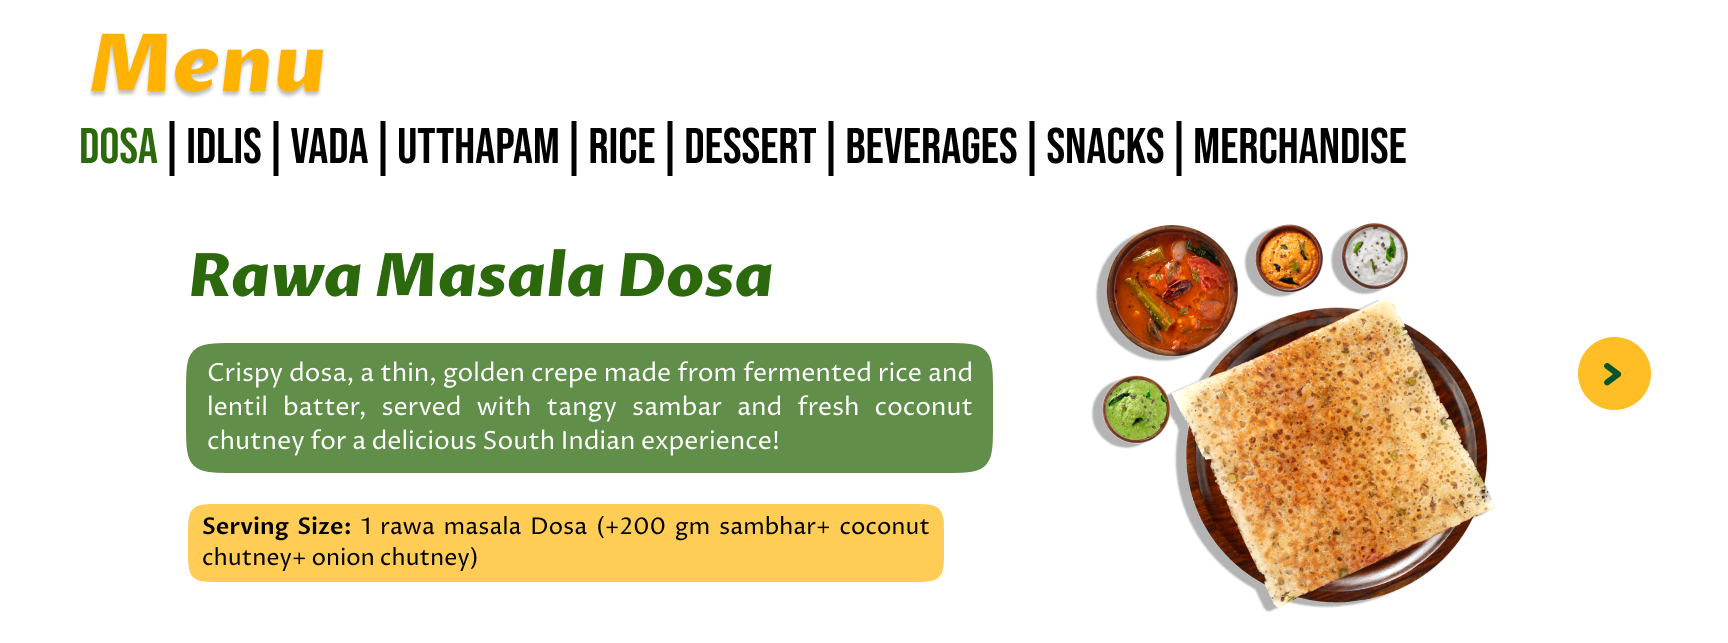 Menu
DOSA | IDLIS | VADA | UTTHAPAM | RICE | DESSERT | BEVERAGES | SNACKS | MERCHANDISE
Rawa Masala Dosa
Crispy dosa, a thin, golden crepe made from fermented rice and
lentil batter, served with tangy sambar and fresh coconut
chutney for a delicious South Indian experience!
Serving Size: 1 rawa masala Dosa (+200 gm sambhar+ coconut
chutney+ onion chutney)